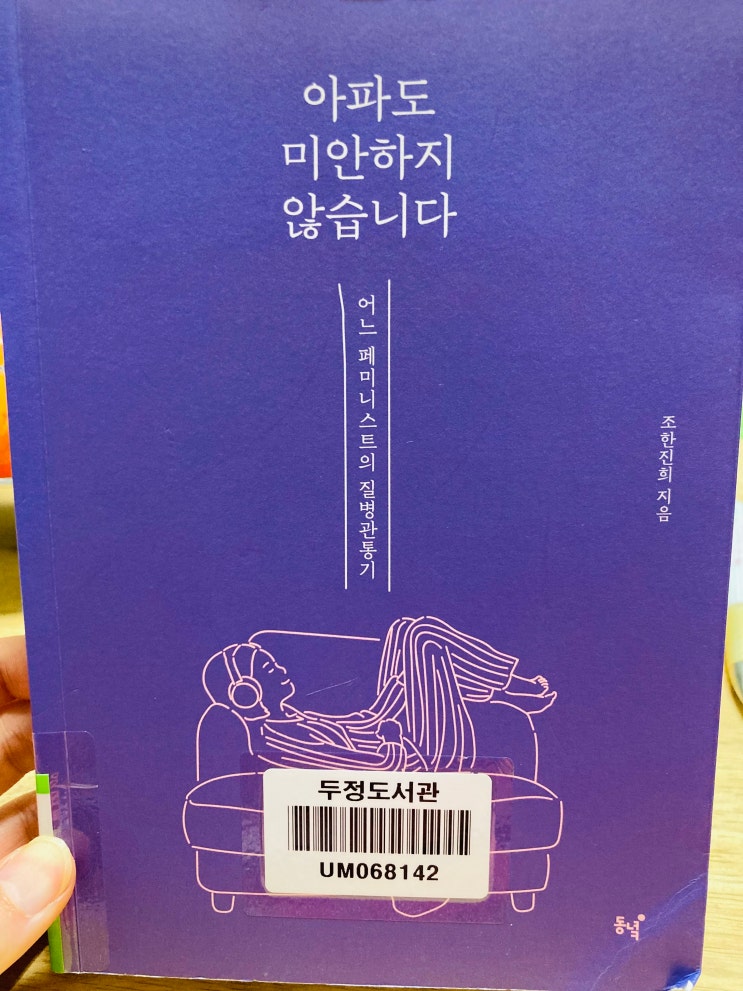 아파도
미안하지
않습니다
어느 페미니스트의 질병관통기
조한진희 지음
두정도서관
UM068142
동녘